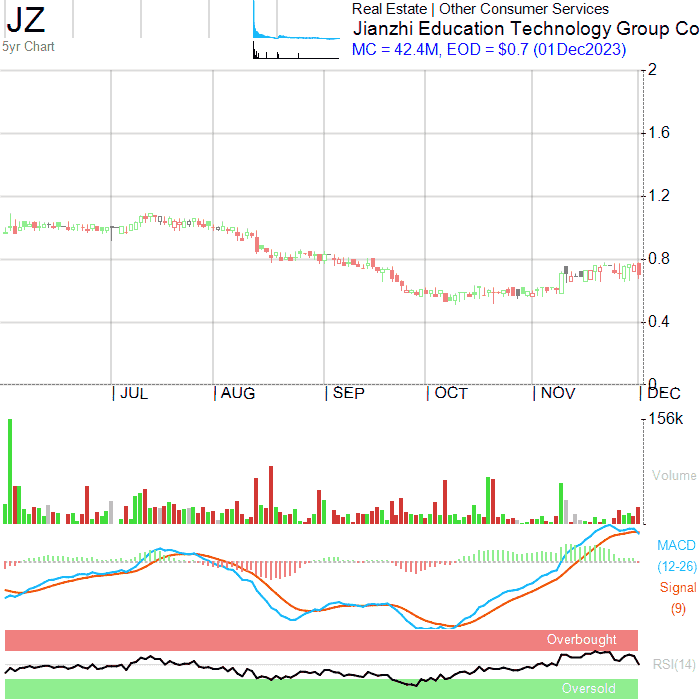 JZ
5yr Chart
Real Estate | Other Consumer Services
Jianzhi Education Technology Group Co
MC = 42.4M, EOD = $0.7 (01Dec2023)
2
1.6
1.2
0.8
0.4
0
| JUL | AUG | SEP | OCT | NOV | DEC
156k
Volume
MACD
(12-26)
Signal
(9)
Overbought
RSI(14)
Oversold